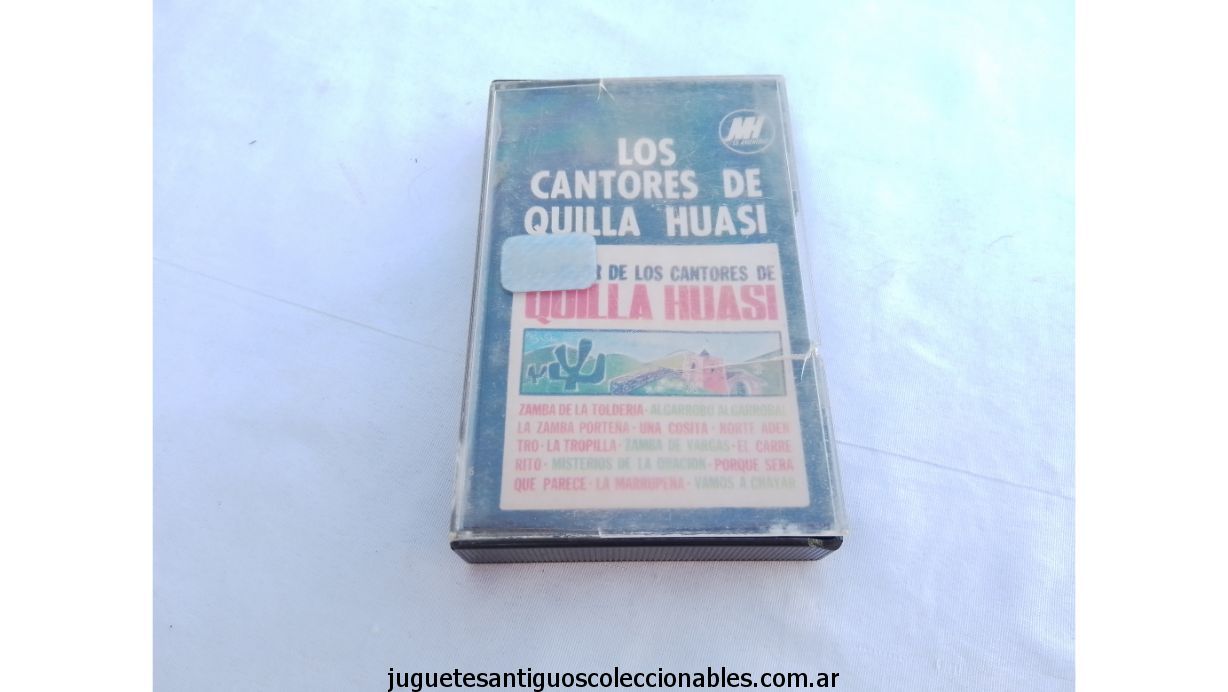 MH
LOS
CANTORES DE
QUILLA HUASI
DE LOS CANTORES DE
QUILLA HUASI
ZAMBA DE LA TOLDERIA · ALGARROBO ALGARROBAL
LA ZAMBA PORTEÑA · UNA COSITA · NORTE ADEN
TRO · LA TROPILLA · ZAMBA DE VARGAS · EL CARRE
RITO · MISTERIOS DE LA ORACION · PORQUE SERA
QUE PARECE · LA MARRUPEÑA · VAMOS A CHAYAR
juguetesantiguoscoleccionables.com.ar